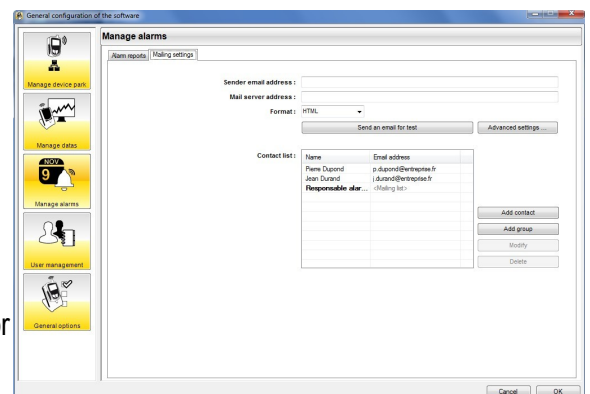 General configuration of the software
Manage device park
Manage datas
NOV
9
Manage alarms
User management
General options
Manage alarms
Alarm reports
Mailing settings
Sender email address :
Mail server address :
Format : HTML
Send an email for test
Advanced settings ...
Contact list :
Name Email address
Pierre Dupond p.dupond@entreprise.fr
Jean Durand j.durand@entreprise.fr
Responsable alar... <Mailing list>
Add contact
Add group
Modify
Delete
Cancel
OK